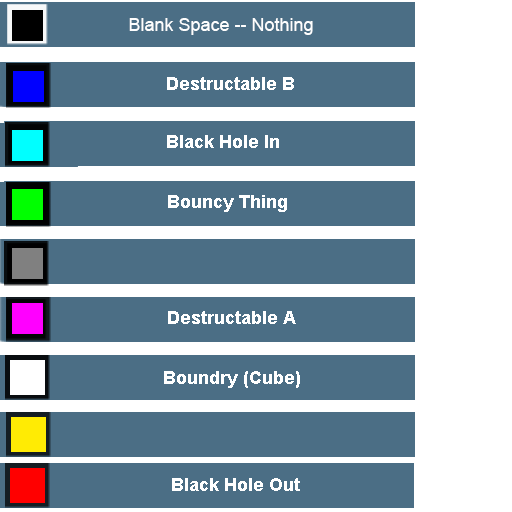 Blank Space -- Nothing
Destructable B
Black Hole In
Bouncy Thing
Destructable A
Boundry (Cube)
Black Hole Out